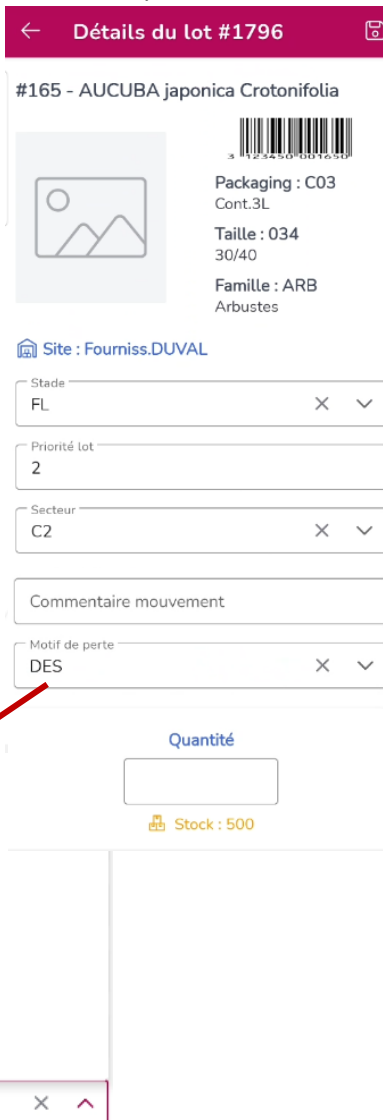 Détails du lot #1796
#165 - AUCUBA japonica Crotonifolia
3 123450 001650
Packaging : C03
Cont.3L
Taille : 034
30/40
Famille : ARB
Arbustes
Site : Fourniss.DUVAL
Stade
FL
Priorité lot
2
Secteur
C2
Commentaire mouvement
Motif de perte
DES
Quantité
Stock : 500